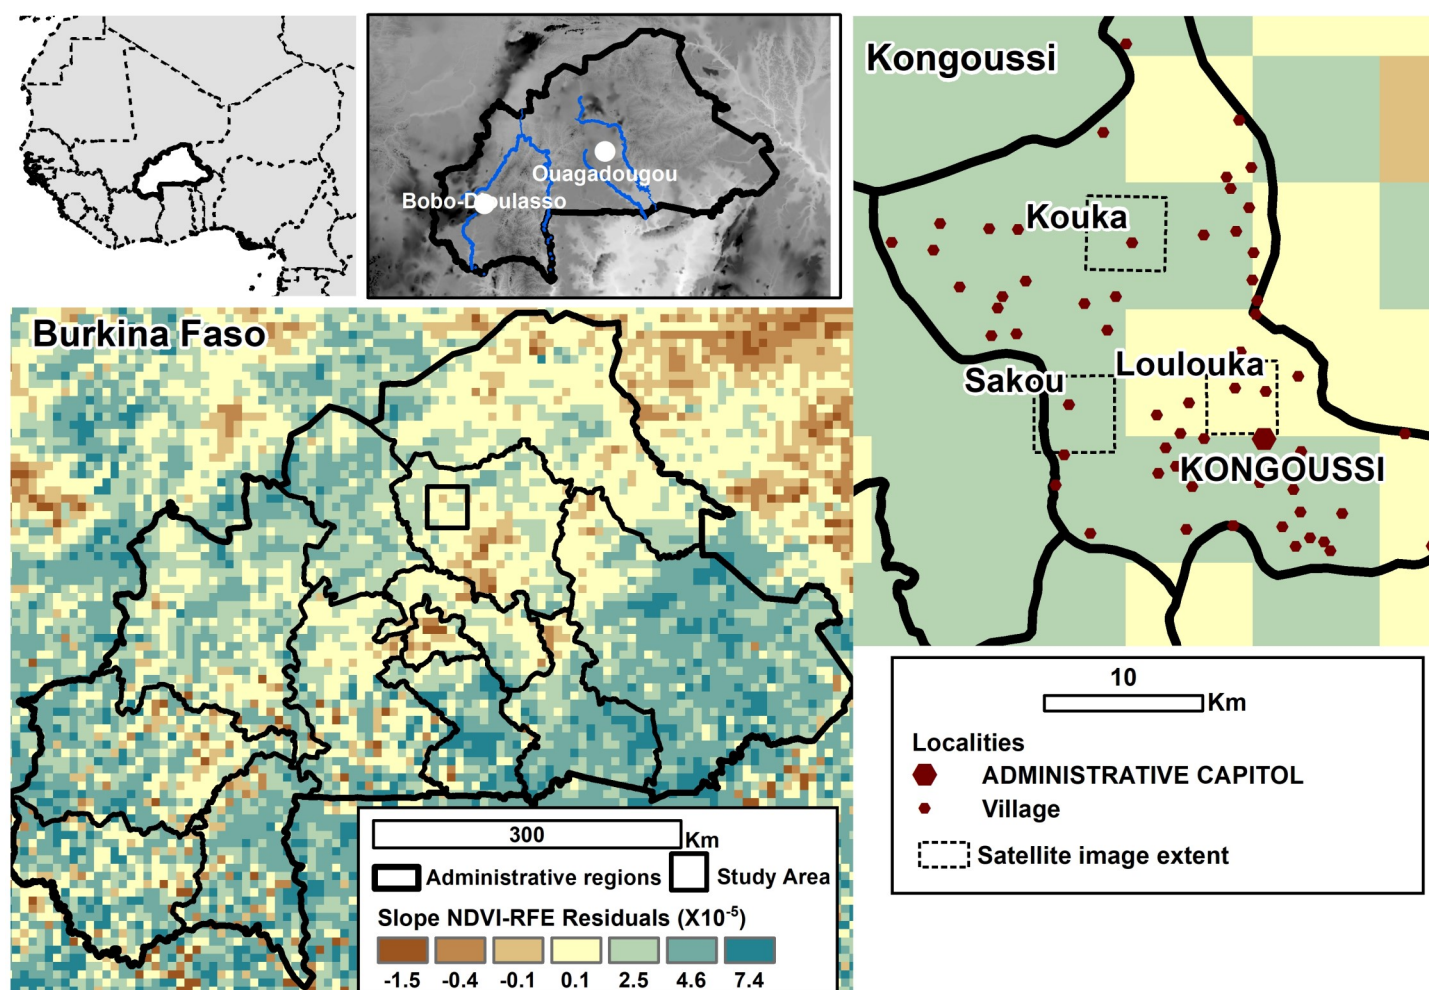 Ouagadougou
Bobo-Dioulasso
Kongoussi
Kouka
Loulouka
Sakou
KONGOUSSI
Burkina Faso
300
Km
Administrative regions
Study Area
Slope NDVI-RFE Residuals (X10⁻⁵)
-1.5 -0.4 -0.1 0.1 2.5 4.6 7.4
10
Km
Localities
ADMINISTRATIVE CAPITOL
Village
Satellite image extent